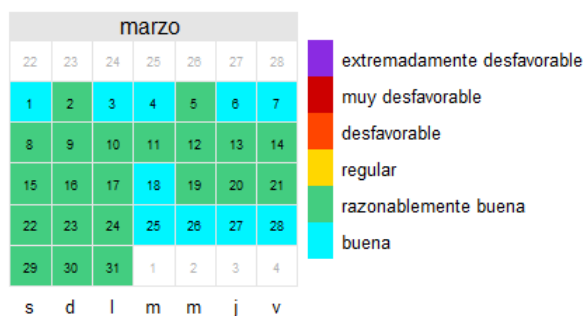 marzo
22 23 24 25 26 27 28
1 2 3 4 5 6 7
8 9 10 11 12 13 14
15 16 17 18 19 20 21
22 23 24 25 26 27 28
29 30 31 1 2 3 4
s d l m m j v
extremadamente desfavorable
muy desfavorable
desfavorable
regular
razonablemente buena
buena